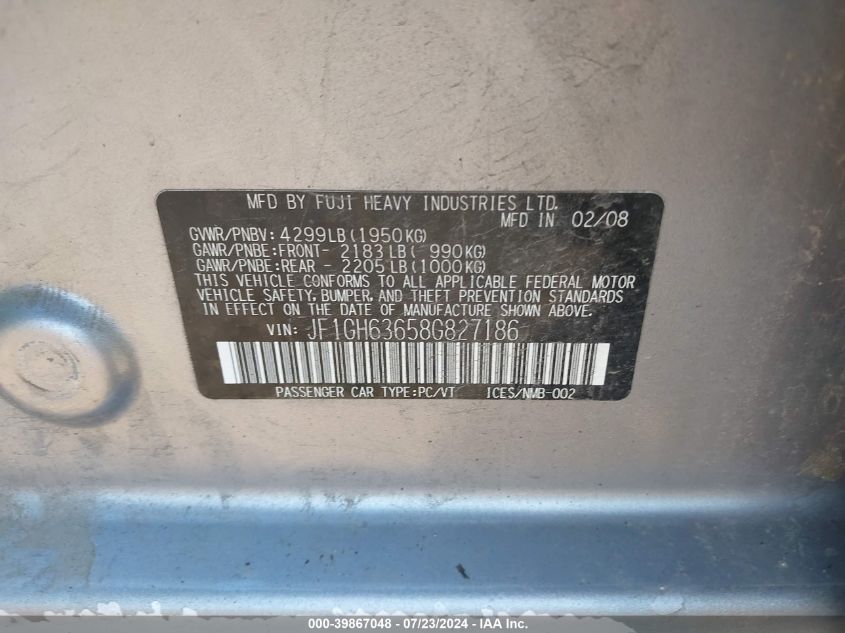 MFD BY FUJI HEAVY INDUSTRIES LTD.
MFD IN 02/08
GVWR/PNBV: 4299LB(1950KG)
GAWR/PNBE:FRONT- 2183LB( 990KG)
GAWR/PNBE:REAR - 2205LB(1000KG)
THIS VEHICLE CONFORMS TO ALL APPLICABLE FEDERAL MOTOR
VEHICLE SAFETY, BUMPER, AND THEFT PREVENTION STANDARDS
IN EFFECT ON THE DATE OF MANUFACTURE SHOWN ABOVE.
VIN: JF1GH63658G827186
PASSENGER CAR TYPE:PC/VT ICES/NMB-002
000-39867048 - 07/23/2024 - IAA, Inc.